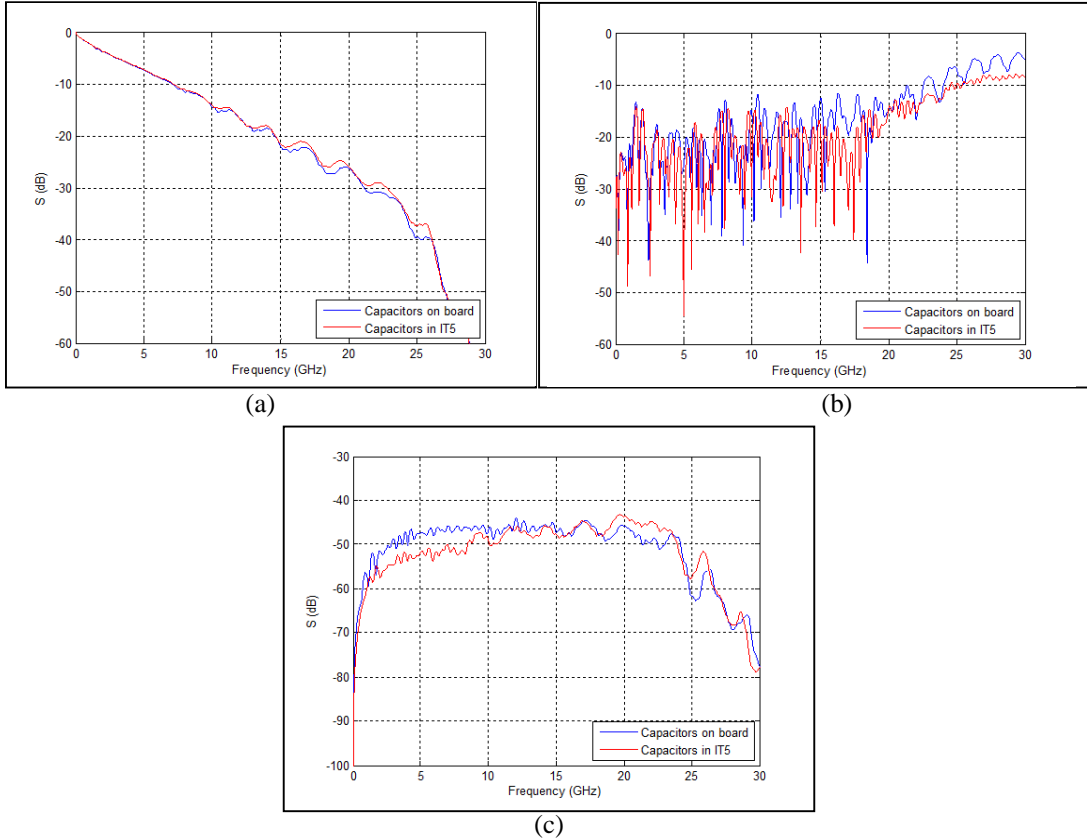 0
-10
-20
-30
-40
-50
-60
S (dB)
0 5 10 15 20 25 30
Frequency (GHz)
Capacitors on board
Capacitors in IT5
(a)
0
-10
-20
-30
-40
-50
-60
S (dB)
0 5 10 15 20 25 30
Frequency (GHz)
Capacitors on board
Capacitors in IT5
(b)
-30
-40
-50
-60
-70
-80
-90
-100
S (dB)
0 5 10 15 20 25 30
Frequency (GHz)
Capacitors on board
Capacitors in IT5
(c)